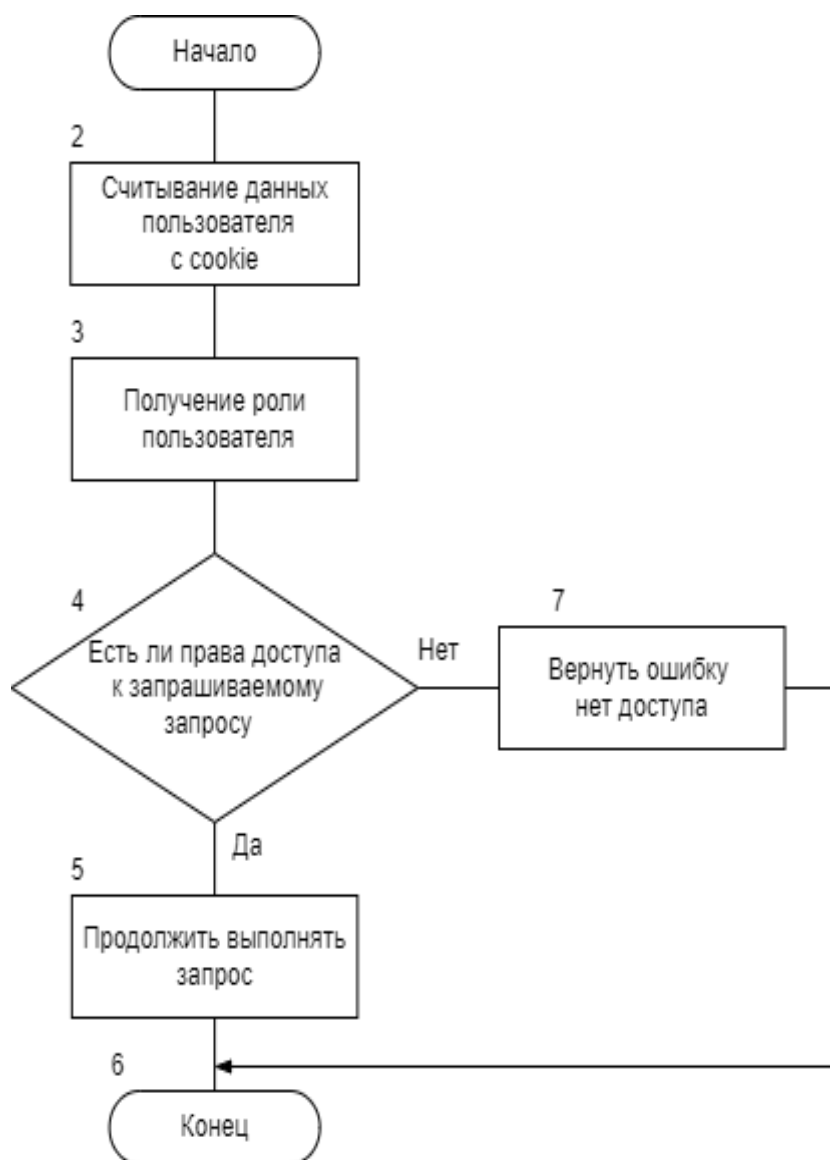 Начало
2
Считывание данных
пользователя
с cookie
3
Получение роли
пользователя
4
Есть ли права доступа
к запрашиваемому
запросу
Нет
7
Вернуть ошибку
нет доступа
Да
5
Продолжить выполнять
запрос
6
Конец